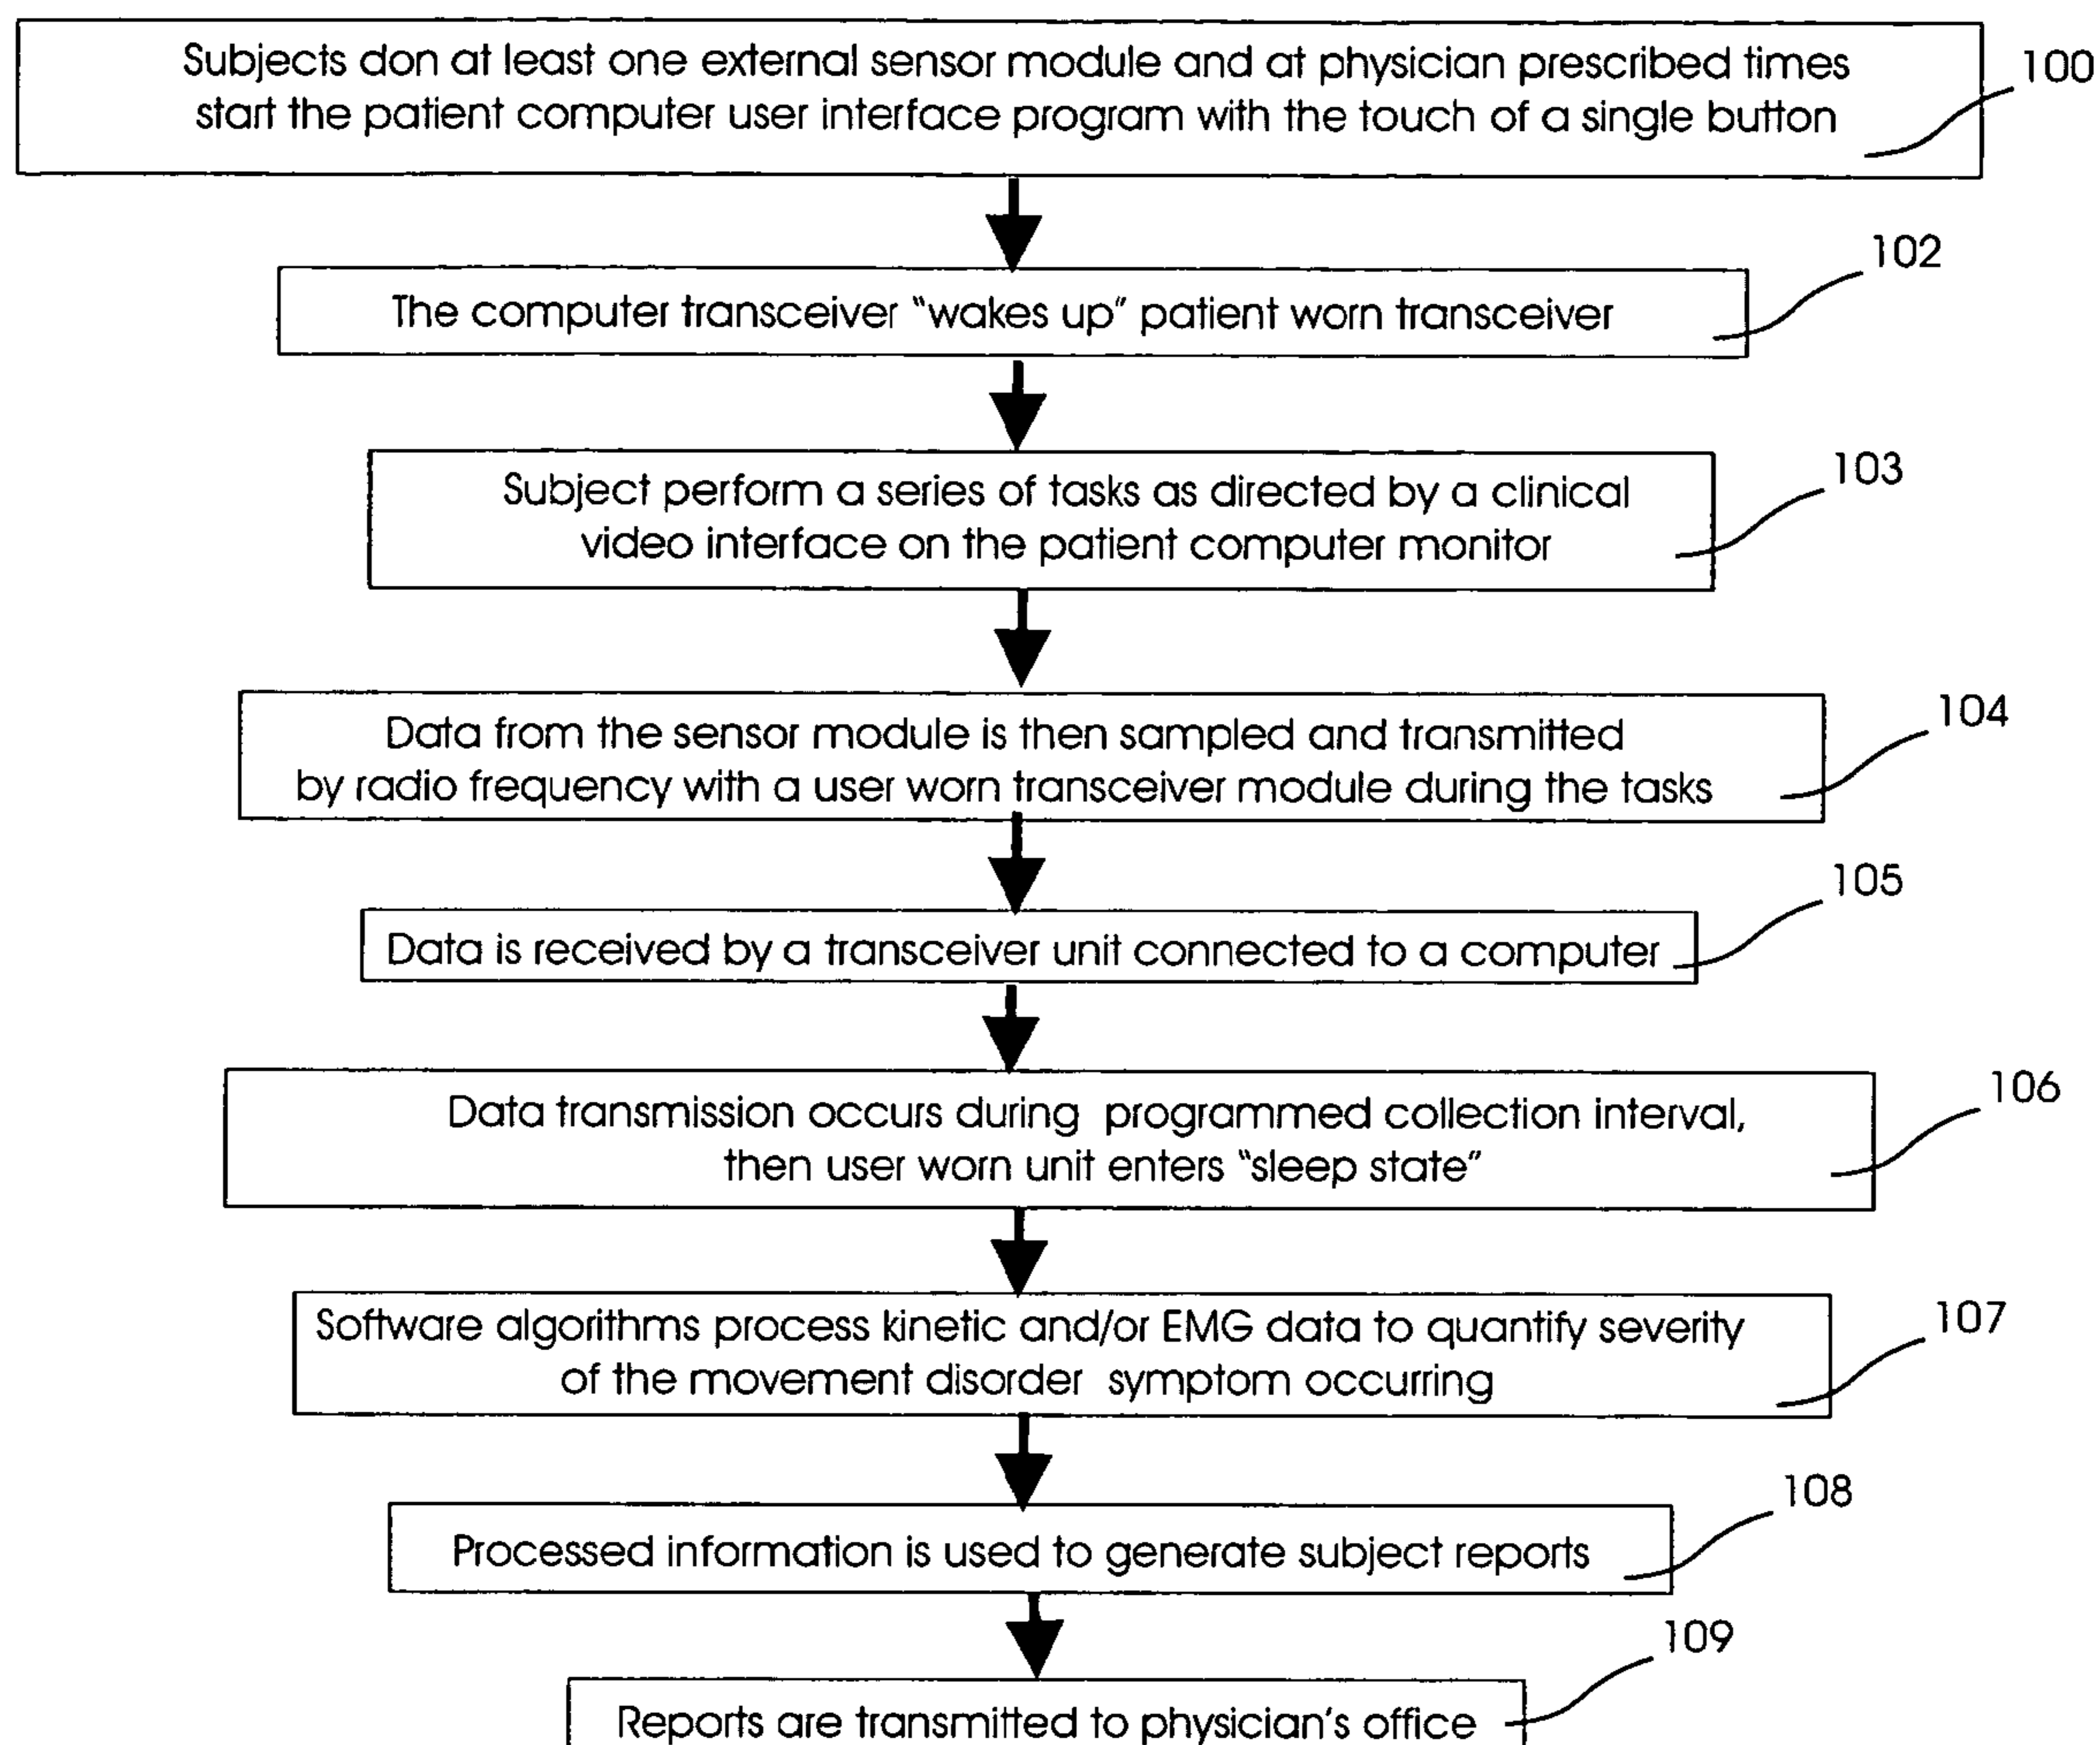 Subjects don at least one external sensor module and at physician prescribed times
start the patient computer user interface program with the touch of a single button
100
The computer transceiver “wakes up” patient worn transceiver
102
Subject perform a series of tasks as directed by a clinical
video interface on the patient computer monitor
103
Data from the sensor module is then sampled and transmitted
by radio frequency with a user worn transceiver module during the tasks
104
Data is received by a transceiver unit connected to a computer
105
Data transmission occurs during programmed collection interval,
then user worn unit enters “sleep state”
106
Software algorithms process kinetic and/or EMG data to quantify severity
of the movement disorder symptom occurring
107
Processed information is used to generate subject reports
108
Reports are transmitted to physician's office
109